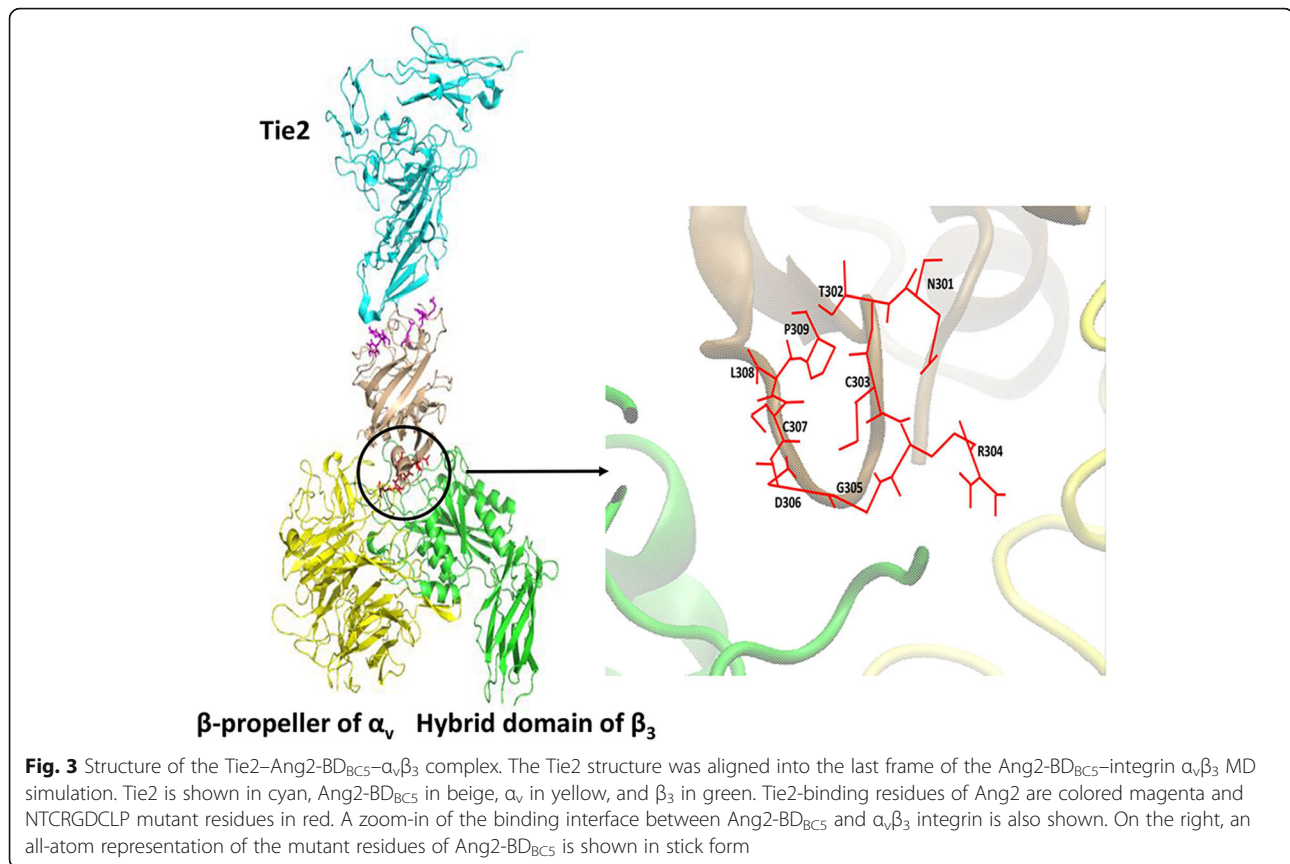 Tie2
T302
N301
P309
L308
C303
C307
R304
G305
D306
β-propeller of αᵥ Hybrid domain of β₃
Fig. 3 Structure of the Tie2–Ang2-BD_BC5–αᵥβ₃ complex. The Tie2 structure was aligned into the last frame of the Ang2-BD_BC5–integrin αᵥβ₃ MD
simulation. Tie2 is shown in cyan, Ang2-BD_BC5 in beige, αᵥ in yellow, and β₃ in green. Tie2-binding residues of Ang2 are colored magenta and
NTCRGDCLP mutant residues in red. A zoom-in of the binding interface between Ang2-BD_BC5 and αᵥβ₃ integrin is also shown. On the right, an
all-atom representation of the mutant residues of Ang2-BD_BC5 is shown in stick form